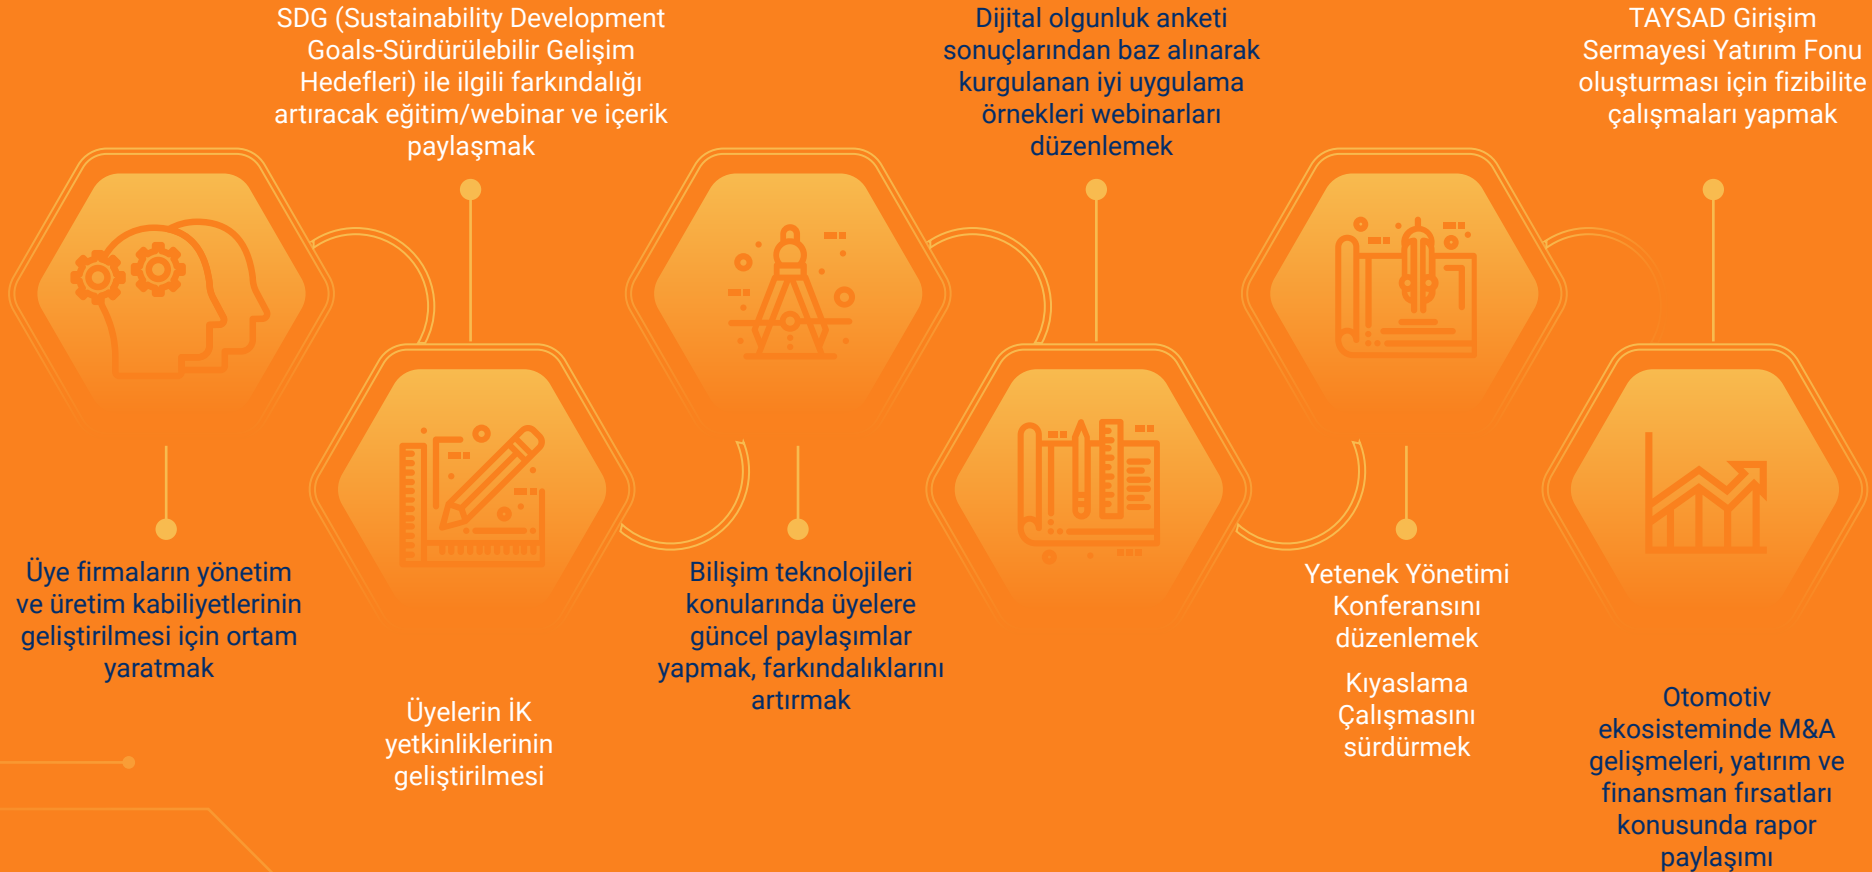 SDG (Sustainability Development
Goals-Sürdürülebilir Gelişim
Hedefleri) ile ilgili farkındalığı
artıracak eğitim/webinar ve içerik
paylaşmak
Dijital olgunluk anketi
sonuçlarından baz alınarak
kurgulanan iyi uygulama
örnekleri webinarları
düzenlemek
TAYSAD Girişim
Sermayesi Yatırım Fonu
oluşturması için fizibilite
çalışmaları yapmak
Üye firmaların yönetim
ve üretim kabiliyetlerinin
geliştirilmesi için ortam
yaratmak
Üyelerin İK
yetkinliklerinin
geliştirilmesi
Bilişim teknolojileri
konularında üyelere
güncel paylaşımlar
yapmak, farkındalıklarını
artırmak
Yetenek Yönetimi
Konferansını
düzenlemek
Kıyaslama
Çalışmasını
sürdürmek
Otomotiv
ekosisteminde M&A
gelişmeleri, yatırım ve
finansman fırsatları
konusunda rapor
paylaşımı